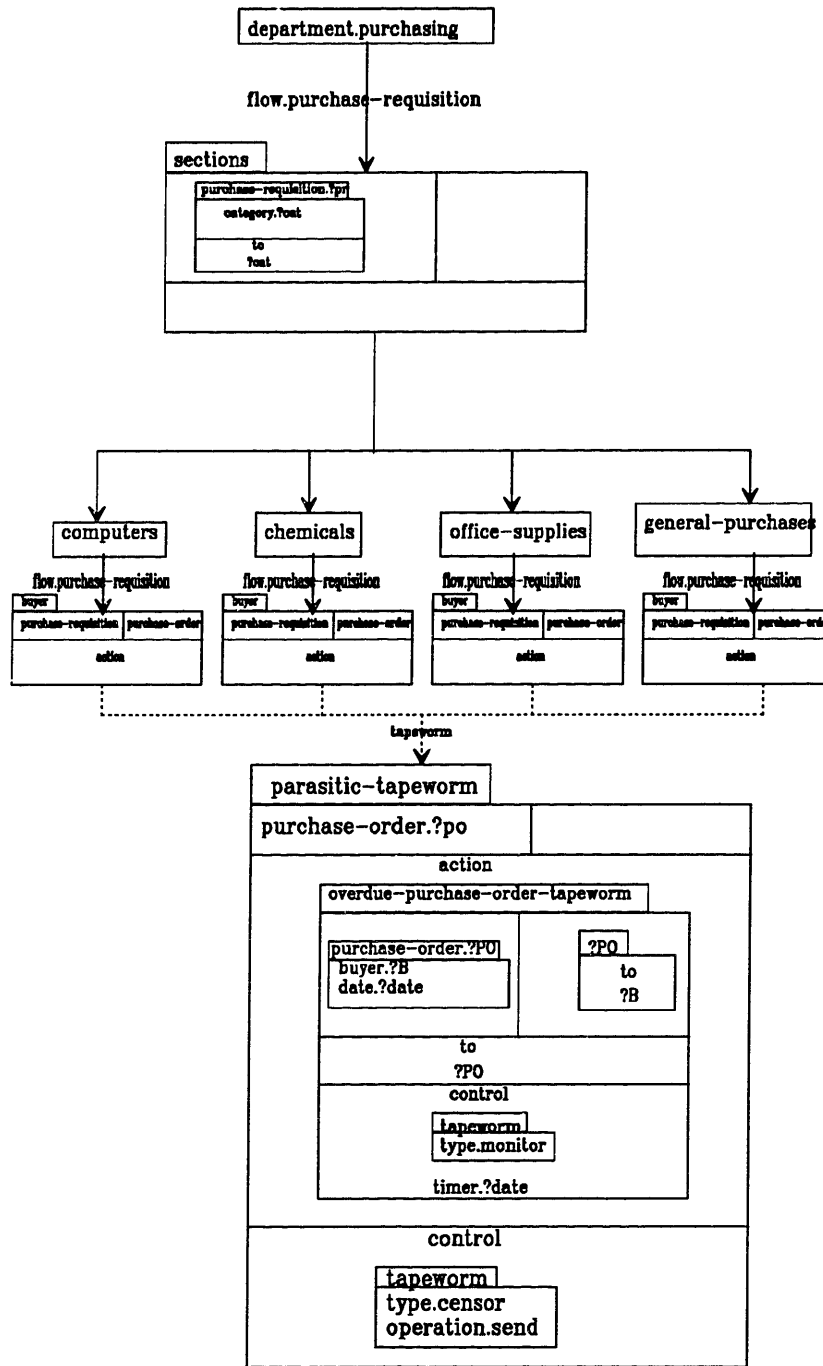 department.purchasing
flow.purchase-requisition
sections
purchase-requisition.?pr
category.?cat
to
?cat
computers
chemicals
office-supplies
general-purchases
flow.purchase-requisition
flow.purchase-requisition
flow.purchase-requisition
flow.purchase-requisition
buyer
buyer
buyer
buyer
purchase-requisition purchase-order
purchase-requisition purchase-order
purchase-requisition purchase-order
purchase-requisition purchase-ord
action
action
action
action
tapeworm
parasitic-tapeworm
purchase-order.?po
action
overdue-purchase-order-tapeworm
purchase-order.?PO
buyer.?B
date.?date
?PO
to
?B
to
?PO
control
tapeworm
type.monitor
timer.?date
control
tapeworm
type.censor
operation.send